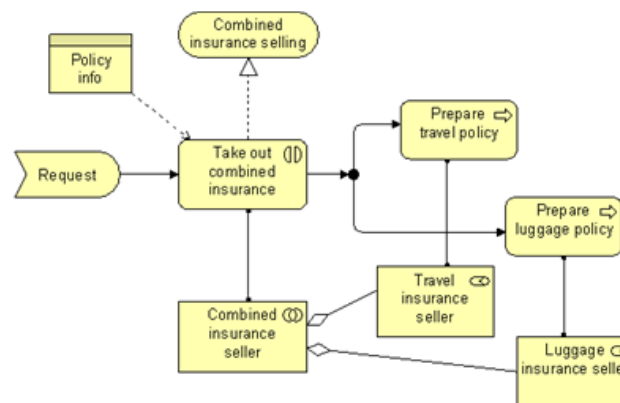 Combined
insurance selling
Policy
info
Prepare
travel policy
Take out
combined
insurance
Request
Prepare
luggage policy
Travel
insurance
seller
Combined
insurance
seller
Luggage
insurance